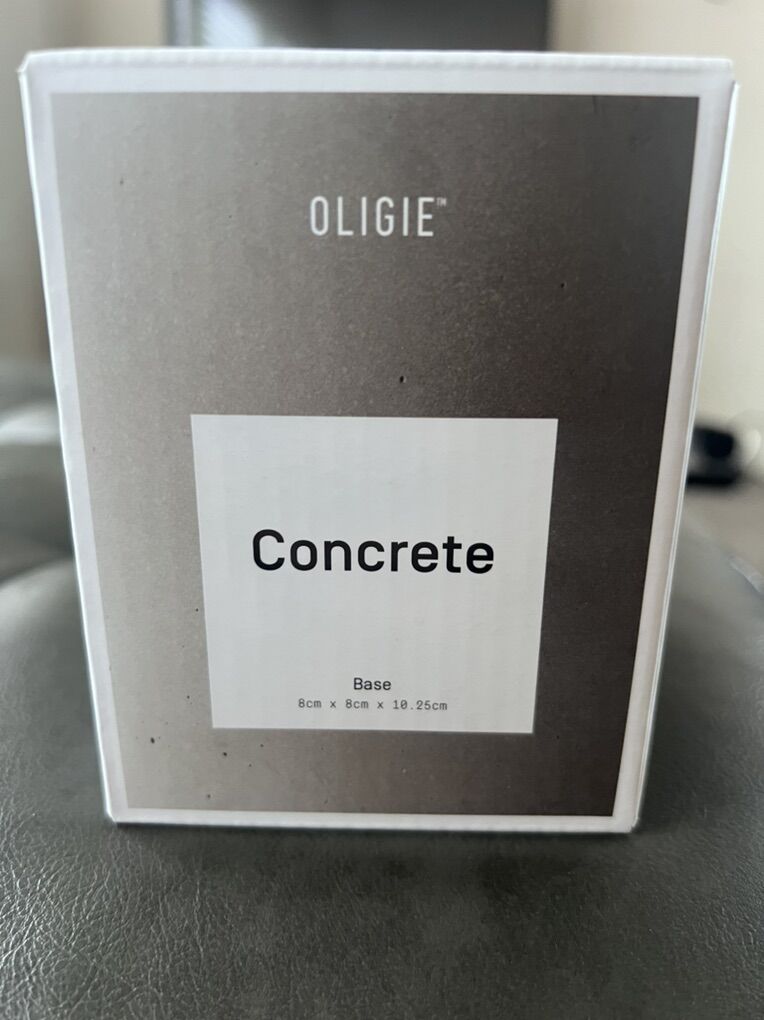 OLIGIE™
Concrete
Base
8cm x 8cm x 10.25cm